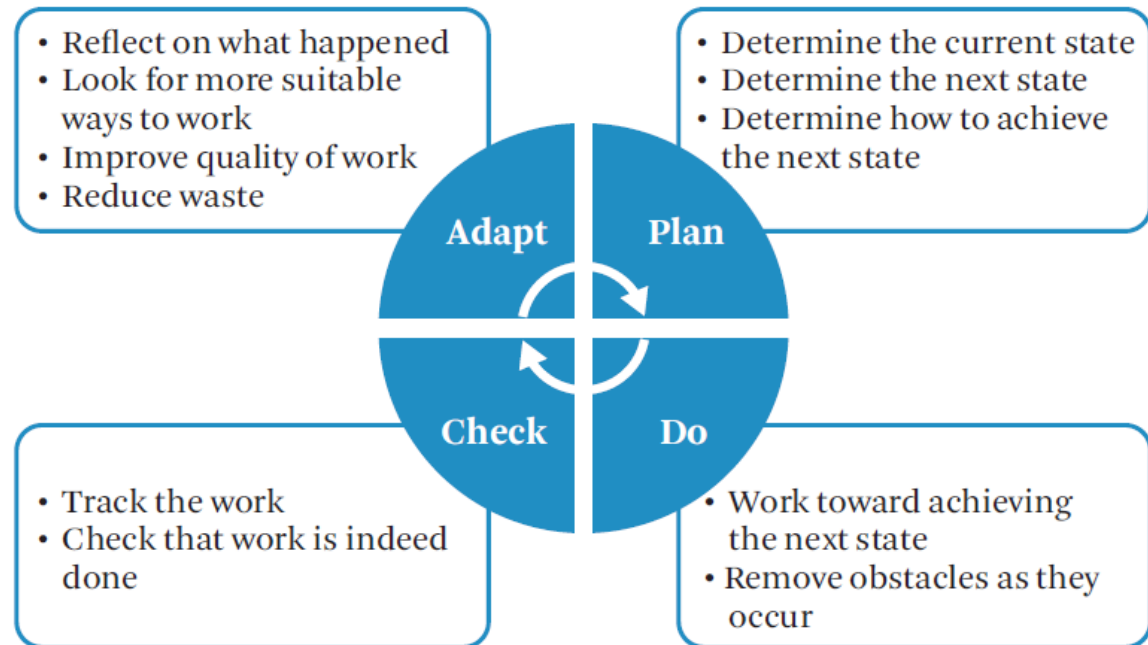 • Reflect on what happened
• Look for more suitable
ways to work
• Improve quality of work
• Reduce waste
• Determine the current state
• Determine the next state
• Determine how to achieve
the next state
Adapt
Plan
Check
Do
• Track the work
• Check that work is indeed
done
• Work toward achieving
the next state
• Remove obstacles as they
occur